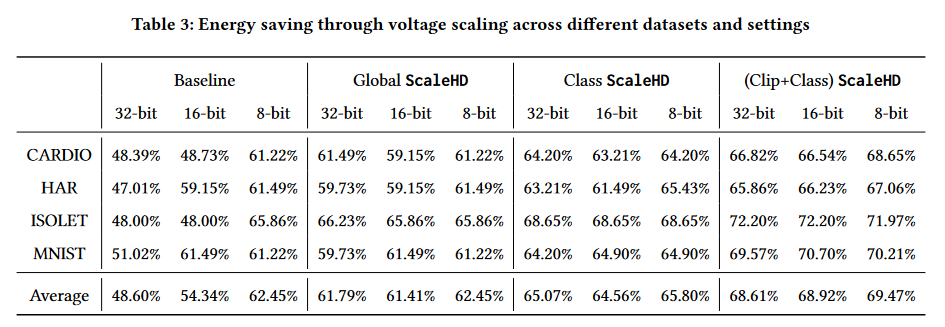 Table 3: Energy saving through voltage scaling across different datasets and settings
Baseline Global ScaleHD Class ScaleHD (Clip+Class) ScaleHD
32-bit 16-bit 8-bit 32-bit 16-bit 8-bit 32-bit 16-bit 8-bit 32-bit 16-bit 8-bit
CARDIO 48.39% 48.73% 61.22% 61.49% 59.15% 61.22% 64.20% 63.21% 64.20% 66.82% 66.54% 68.65%
HAR 47.01% 59.15% 61.49% 59.73% 59.15% 61.49% 63.21% 61.49% 65.43% 65.86% 66.23% 67.06%
ISOLET 48.00% 48.00% 65.86% 66.23% 65.86% 65.86% 68.65% 68.65% 68.65% 72.20% 72.20% 71.97%
MNIST 51.02% 61.49% 61.22% 59.73% 61.49% 61.22% 64.20% 64.90% 64.90% 69.57% 70.70% 70.21%
Average 48.60% 54.34% 62.45% 61.79% 61.41% 62.45% 65.07% 64.56% 65.80% 68.61% 68.92% 69.47%